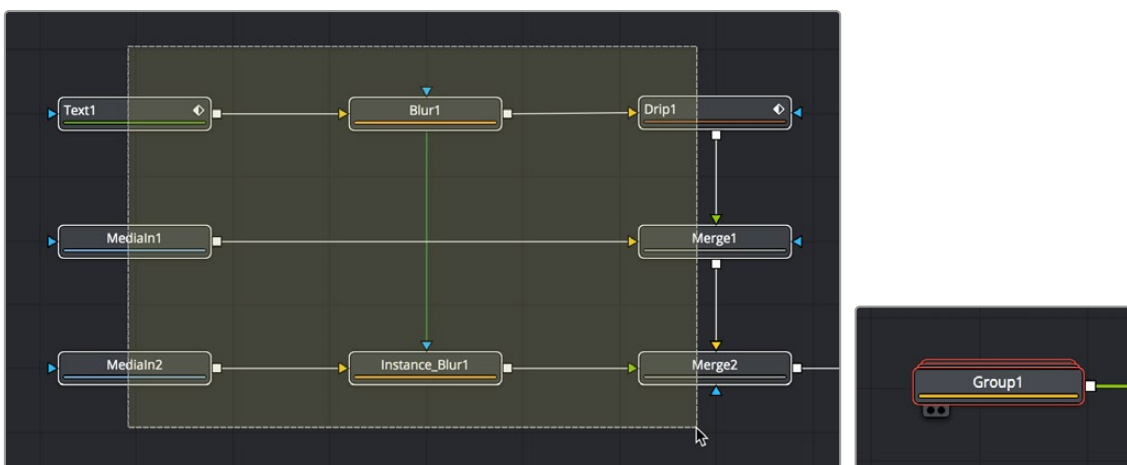 Text1
Blur1
Drip1
MediaIn1
Merge1
MediaIn2
Instance_Blur1
Merge2
Group1